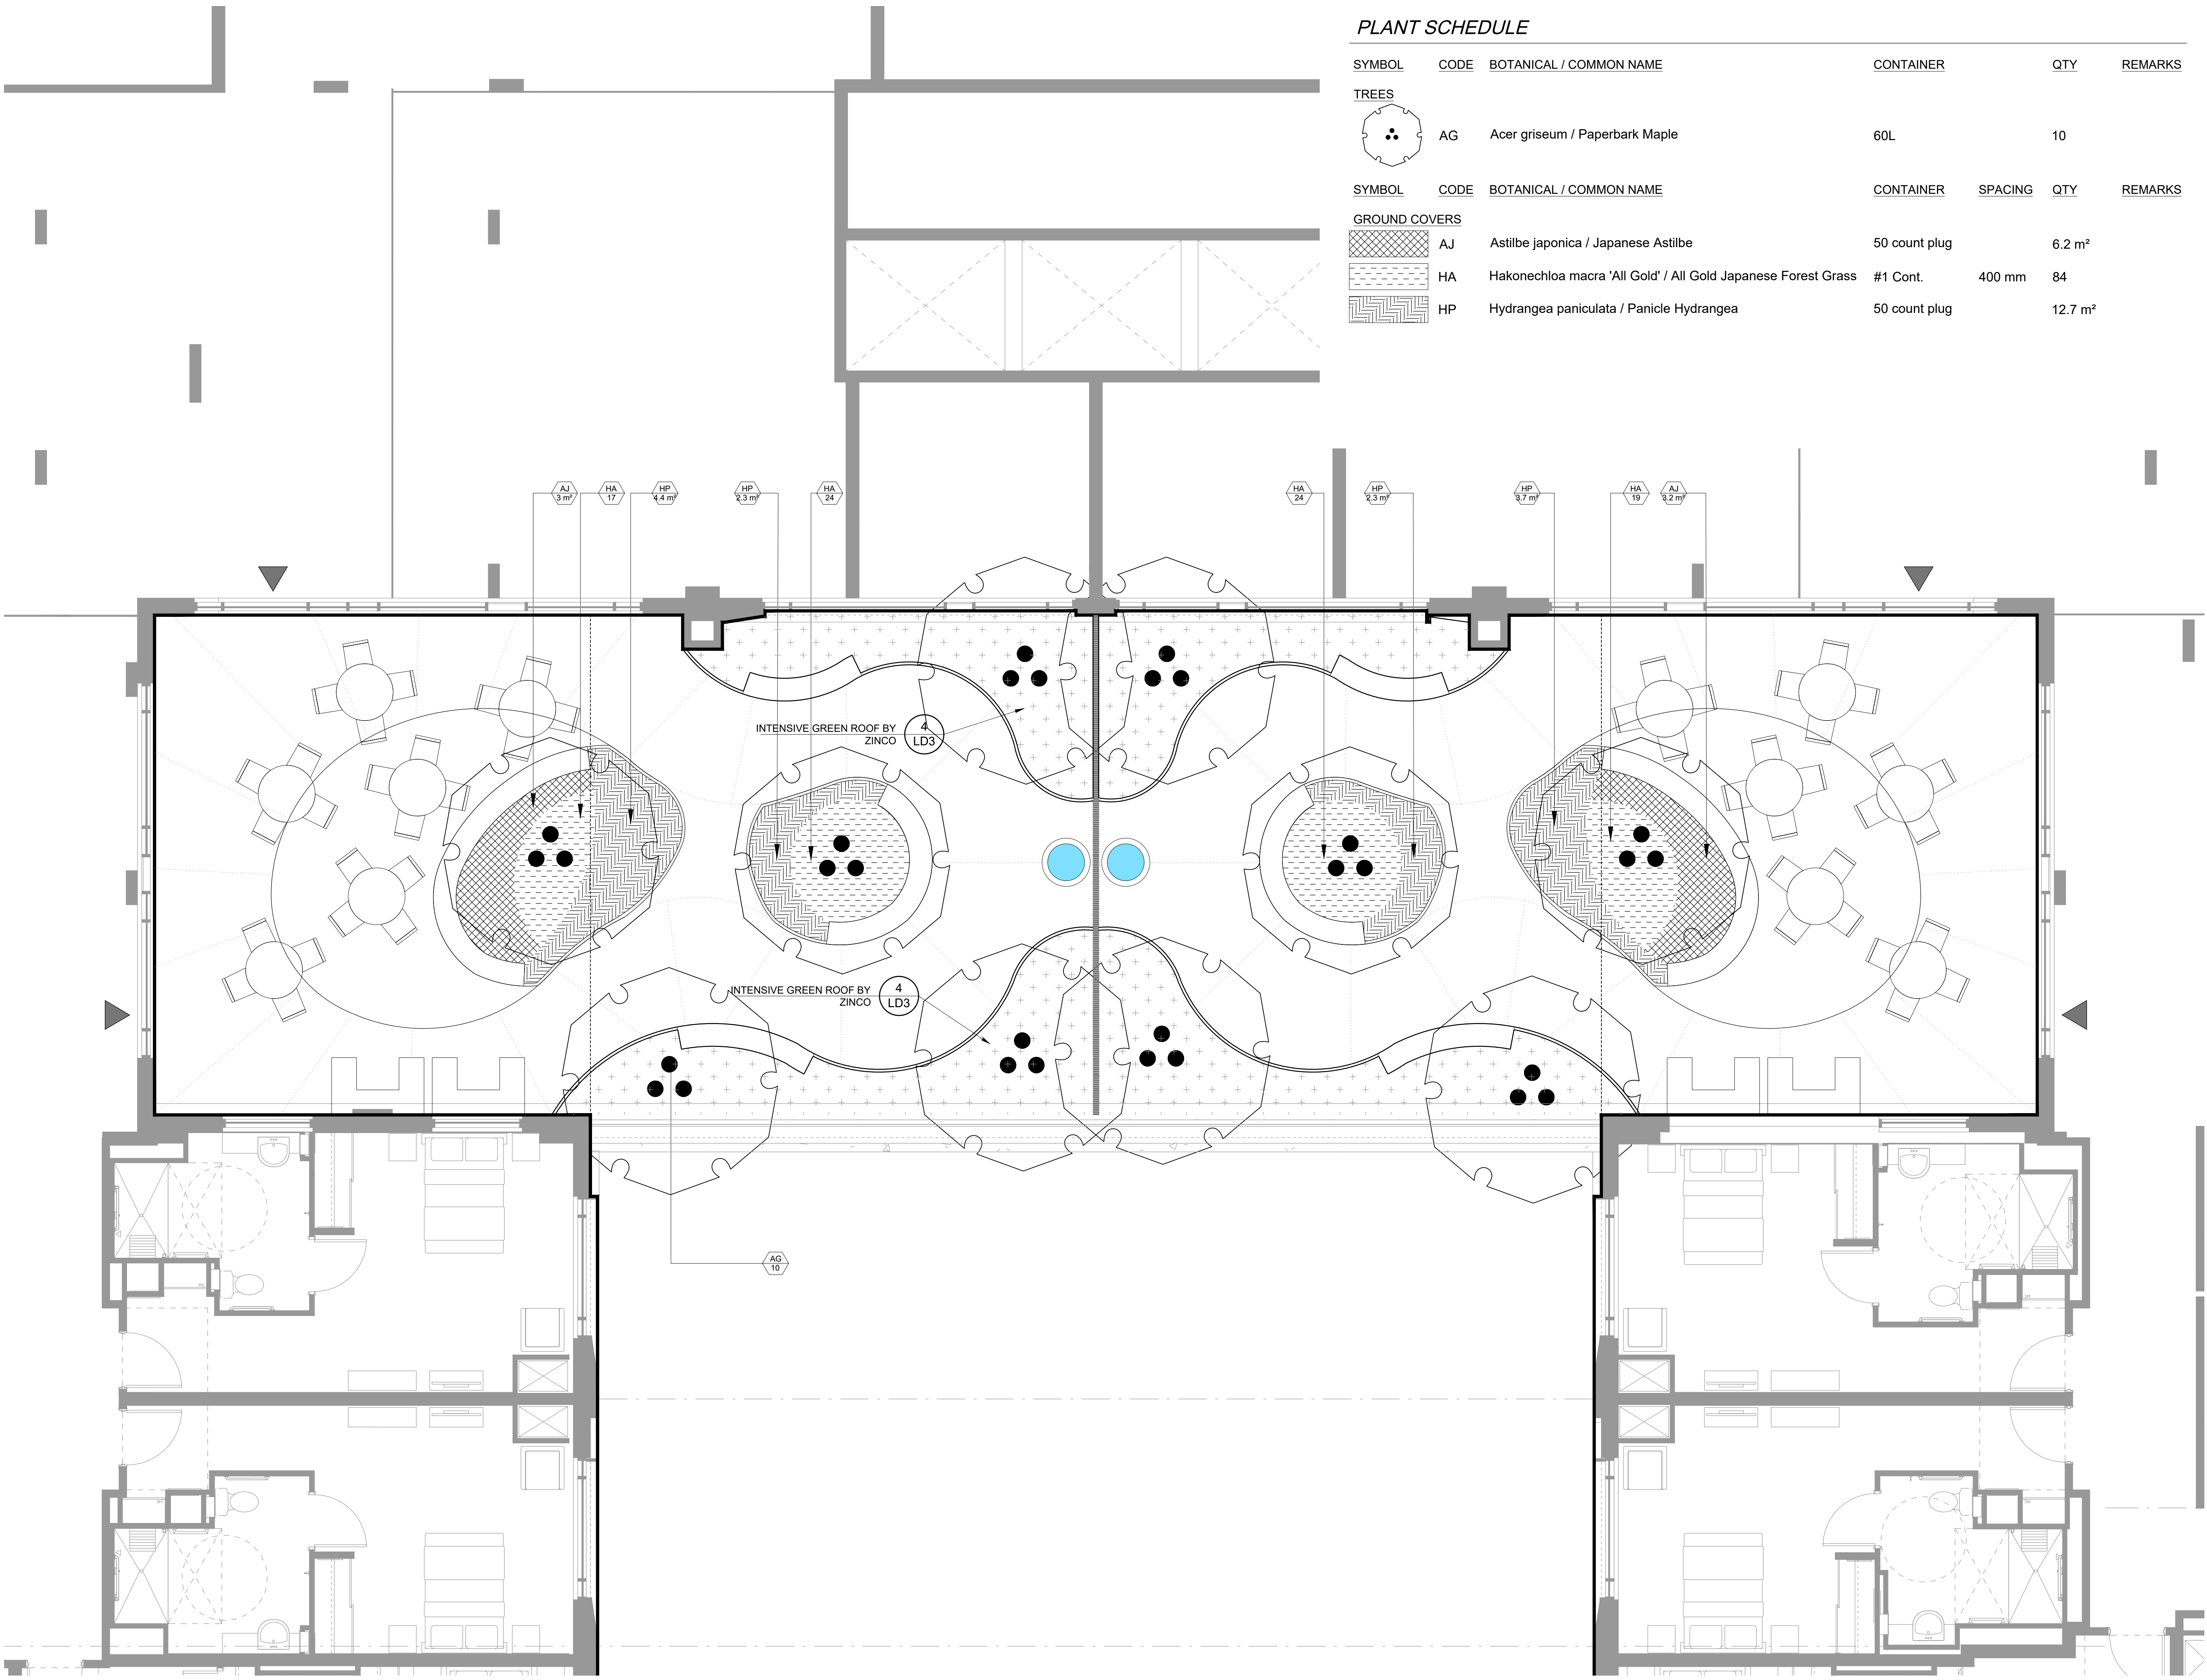 PLANT SCHEDULE
SYMBOL CODE BOTANICAL / COMMON NAME CONTAINER QTY REMARKS
TREES
AG Acer griseum / Paperbark Maple 60L 10
SYMBOL CODE BOTANICAL / COMMON NAME CONTAINER SPACING QTY REMARKS
GROUND COVERS
AJ Astilbe japonica / Japanese Astilbe 50 count plug 6.2 m²
HA Hakonechloa macra 'All Gold' / All Gold Japanese Forest Grass #1 Cont. 400 mm 84
HP Hydrangea paniculata / Panicle Hydrangea 50 count plug 12.7 m²
AJ
3 m²
HA
17
HP
4.4 m²
HP
2.3 m²
HA
24
HA
24
HP
2.3 m²
HP
3.7 m²
HA
19
AJ
3.2 m²
INTENSIVE GREEN ROOF BY
ZINCO
4
LD3
INTENSIVE GREEN ROOF BY
ZINCO
4
LD3
AG
10